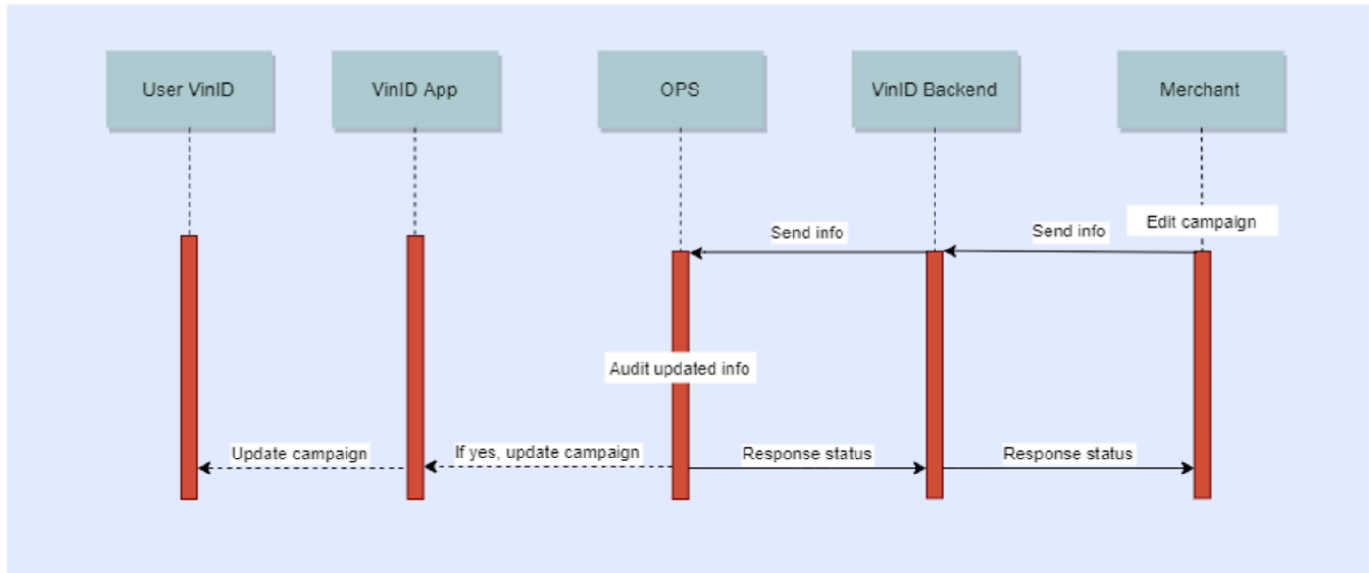 User VinID
VinID App
OPS
VinID Backend
Merchant
Edit campaign
Send info
Send info
Audit updated info
Update campaign
If yes, update campaign
Response status
Response status